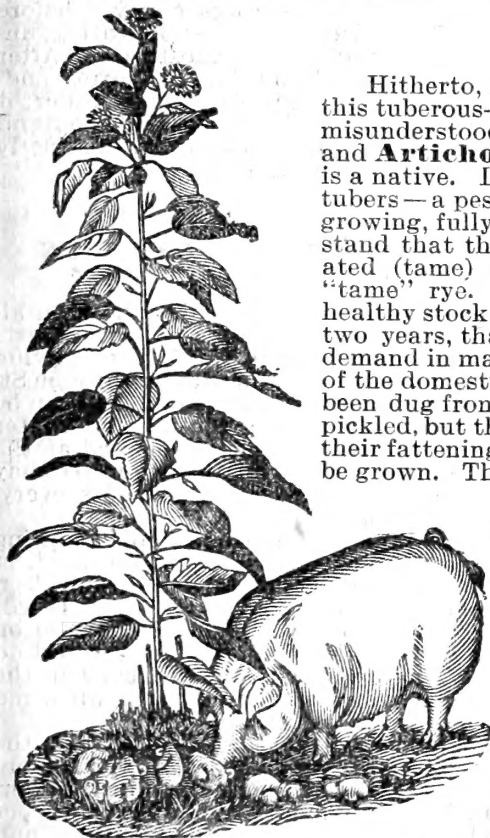 Hitherto,
this tuberous-
misunderstood
and Articho
is a native.
tubers — a pes
growing, fully
stand that th
ated (tame)
"tame" rye.
healthy stock
two years, tha
demand in ma
of the domest
been dug from
pickled, but th
their fattening
be grown. Th